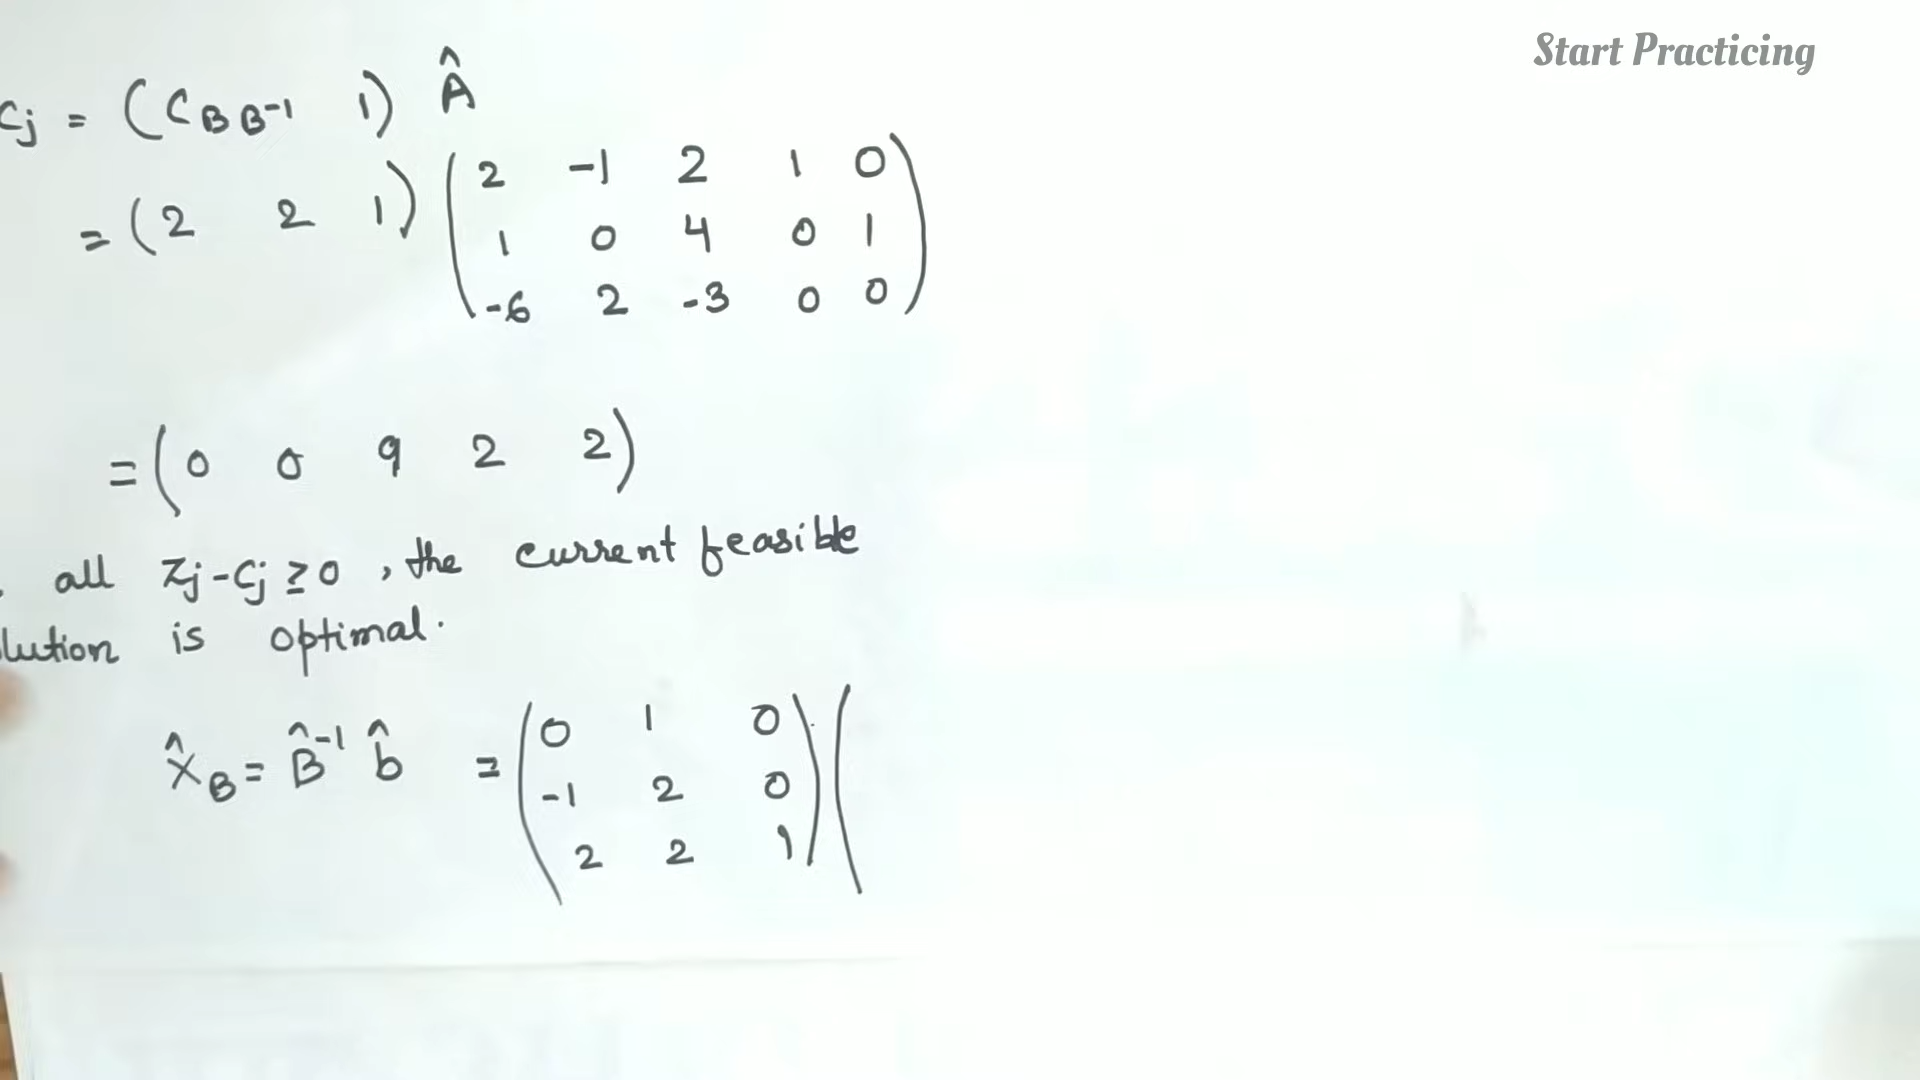 Start Practicing
Cj = (C_B B⁻¹ 1) Â
= (2 2 1) (2 -1 2 1 0
1 0 4 0 1
-6 2 -3 0 0)
= (0 0 9 2 2)
all Zj - Cj ≥ 0, the current feasible
lution is optimal.
X̂_B = B̂⁻¹ b̂ = (0 1 0
-1 2 0
2 2 1) (